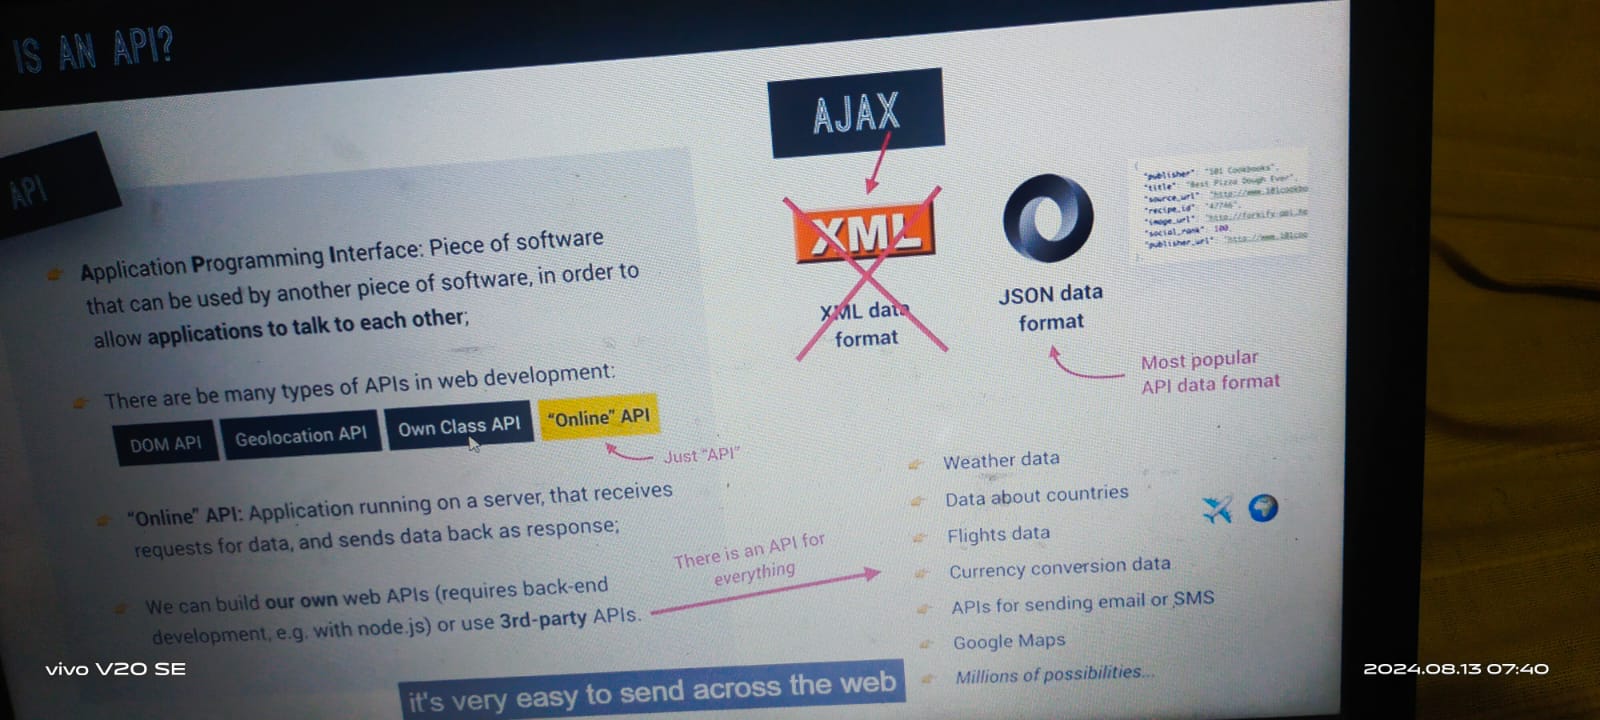 IS AN API?
API
Application Programming Interface: Piece of software
that can be used by another piece of software, in order to
allow applications to talk to each other;
There are be many types of APIs in web development:
DOM API
Geolocation API
Own Class API
“Online” API
Just “API”
“Online” API: Application running on a server, that receives
requests for data, and sends data back as response;
We can build our own web APIs (requires back-end
development, e.g. with node.js) or use 3rd-party APIs.
There is an API for
everything
AJAX
XML
XML data
format
JSON data
format
{
"publisher": "101 Cookbooks",
"title": "Best Pizza Dough Ever",
"source_url": "http://www.101cookbo
"recipe_id": "47746",
"image_url": "http://forkify-api.he
"social_rank": 100,
"publisher_url": "http://www.101coo
Most popular
API data format
Weather data
Data about countries
Flights data
Currency conversion data
APIs for sending email or SMS
Google Maps
Millions of possibilities...
it's very easy to send across the web
vivo V20 SE
2024.08.13 07:40